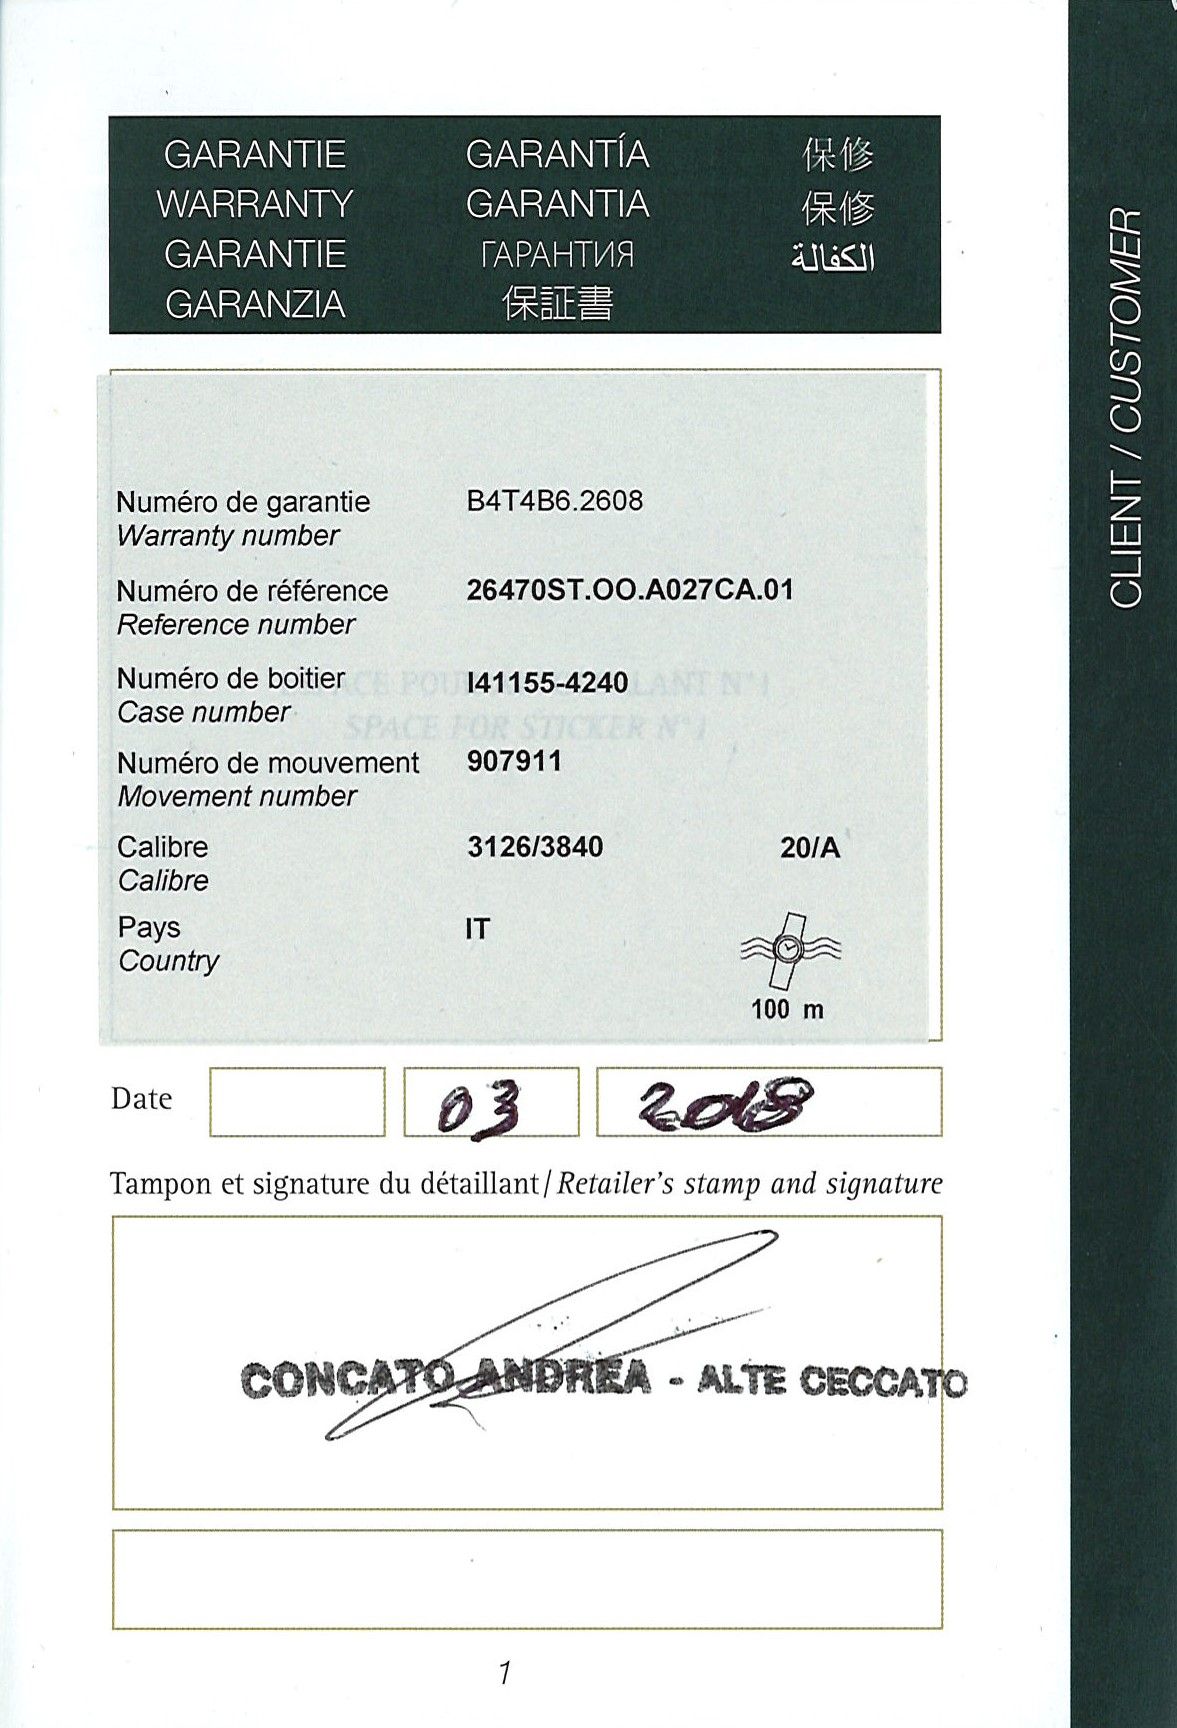 GARANTIE GARANTÍA 保修
WARRANTY GARANTIA 保修
GARANTIE ГАРАНТИЯ الكفالة
GARANZIA 保証書
CLIENT / CUSTOMER
Numéro de garantie B4T4B6.2608
Warranty number
Numéro de référence 26470ST.OO.A027CA.01
Reference number
Numéro de boitier I41155-4240
Case number
SPACE FOR STICKER N°1
Numéro de mouvement 907911
Movement number
Calibre 3126/3840 20/A
Calibre
Pays IT
Country
100 m
Date 03 2018
Tampon et signature du détaillant / Retailer's stamp and signature
CONCATO ANDREA - ALTE CECCATO
1